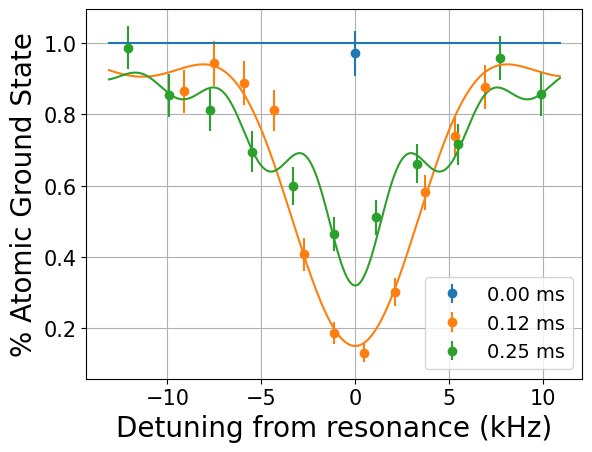 % Atomic Ground State
1.0
0.8
0.6
0.4
0.2
0.00 ms
0.12 ms
0.25 ms
−10
−5
0
5
10
Detuning from resonance (kHz)